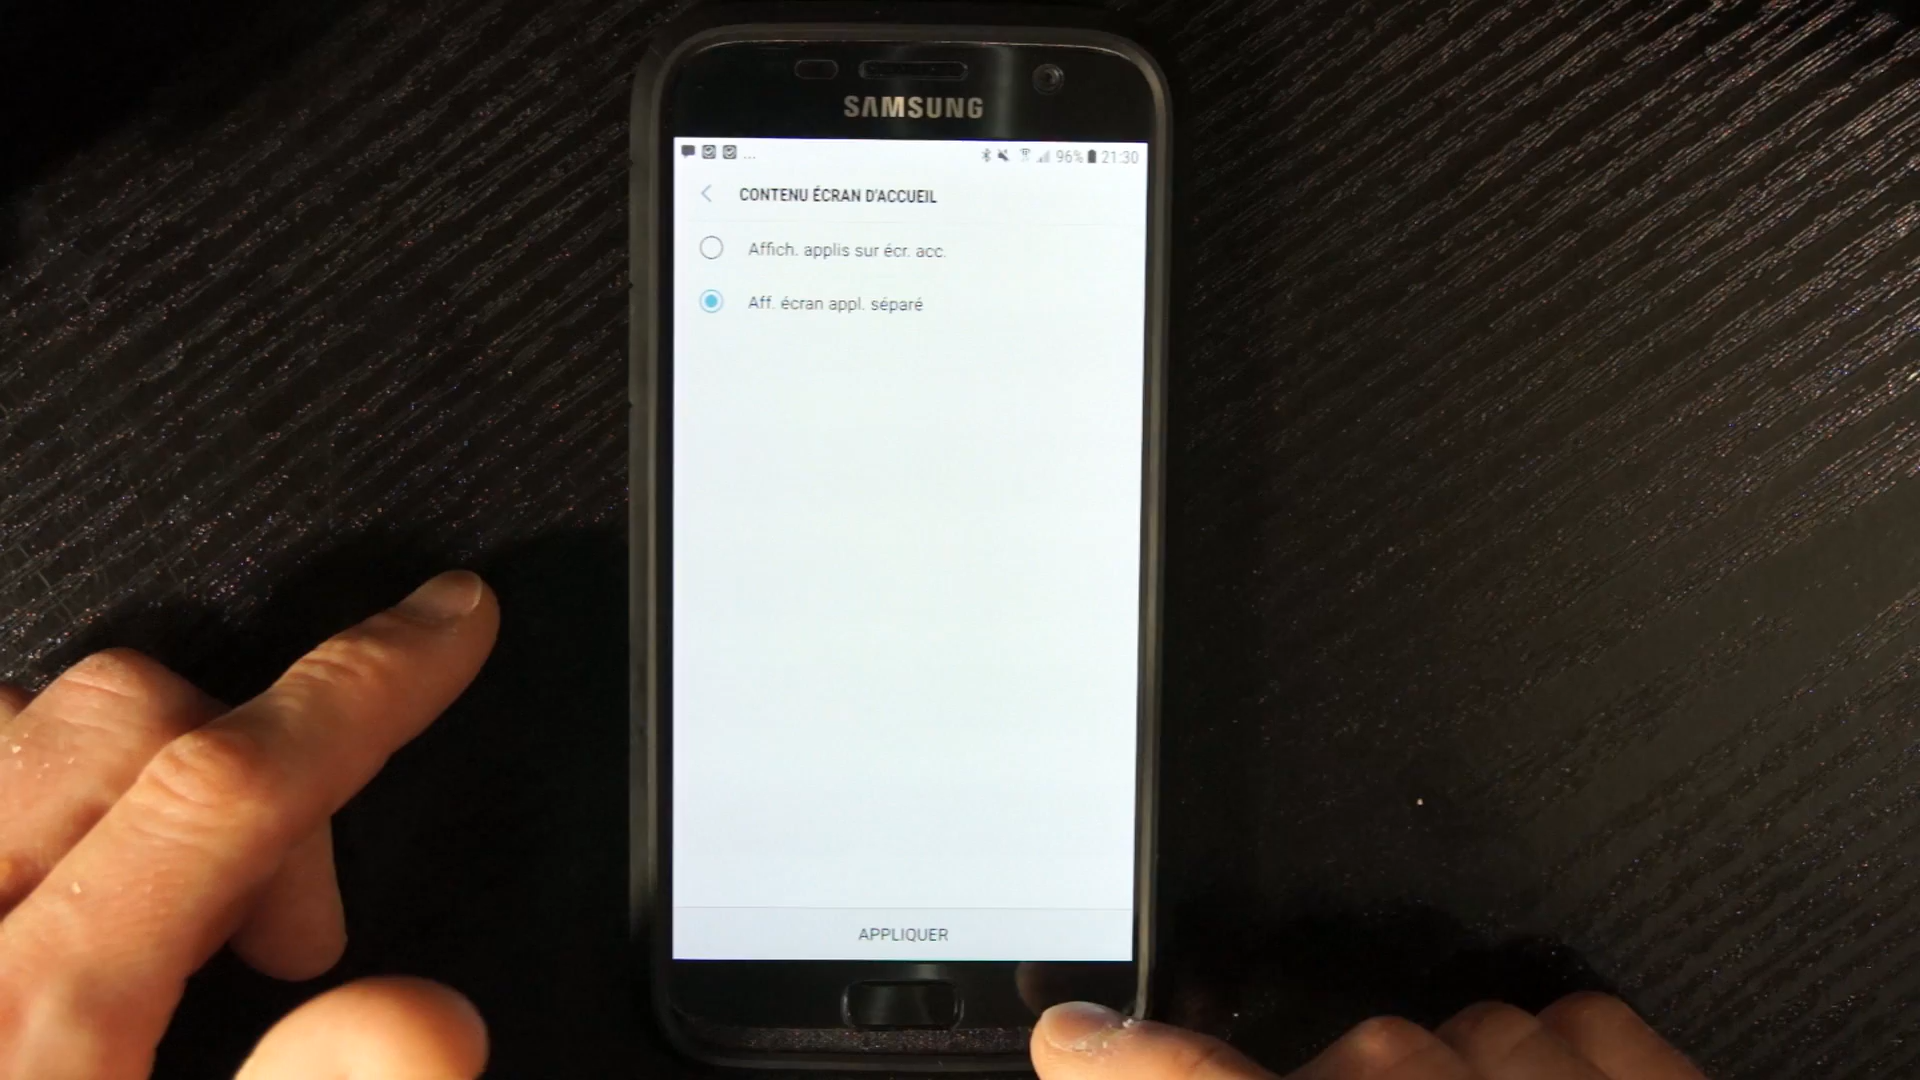 SAMSUNG
... 96% 21:30
CONTENU ÉCRAN D'ACCUEIL
Affich. applis sur écr. acc.
Aff. écran appl. séparé
APPLIQUER